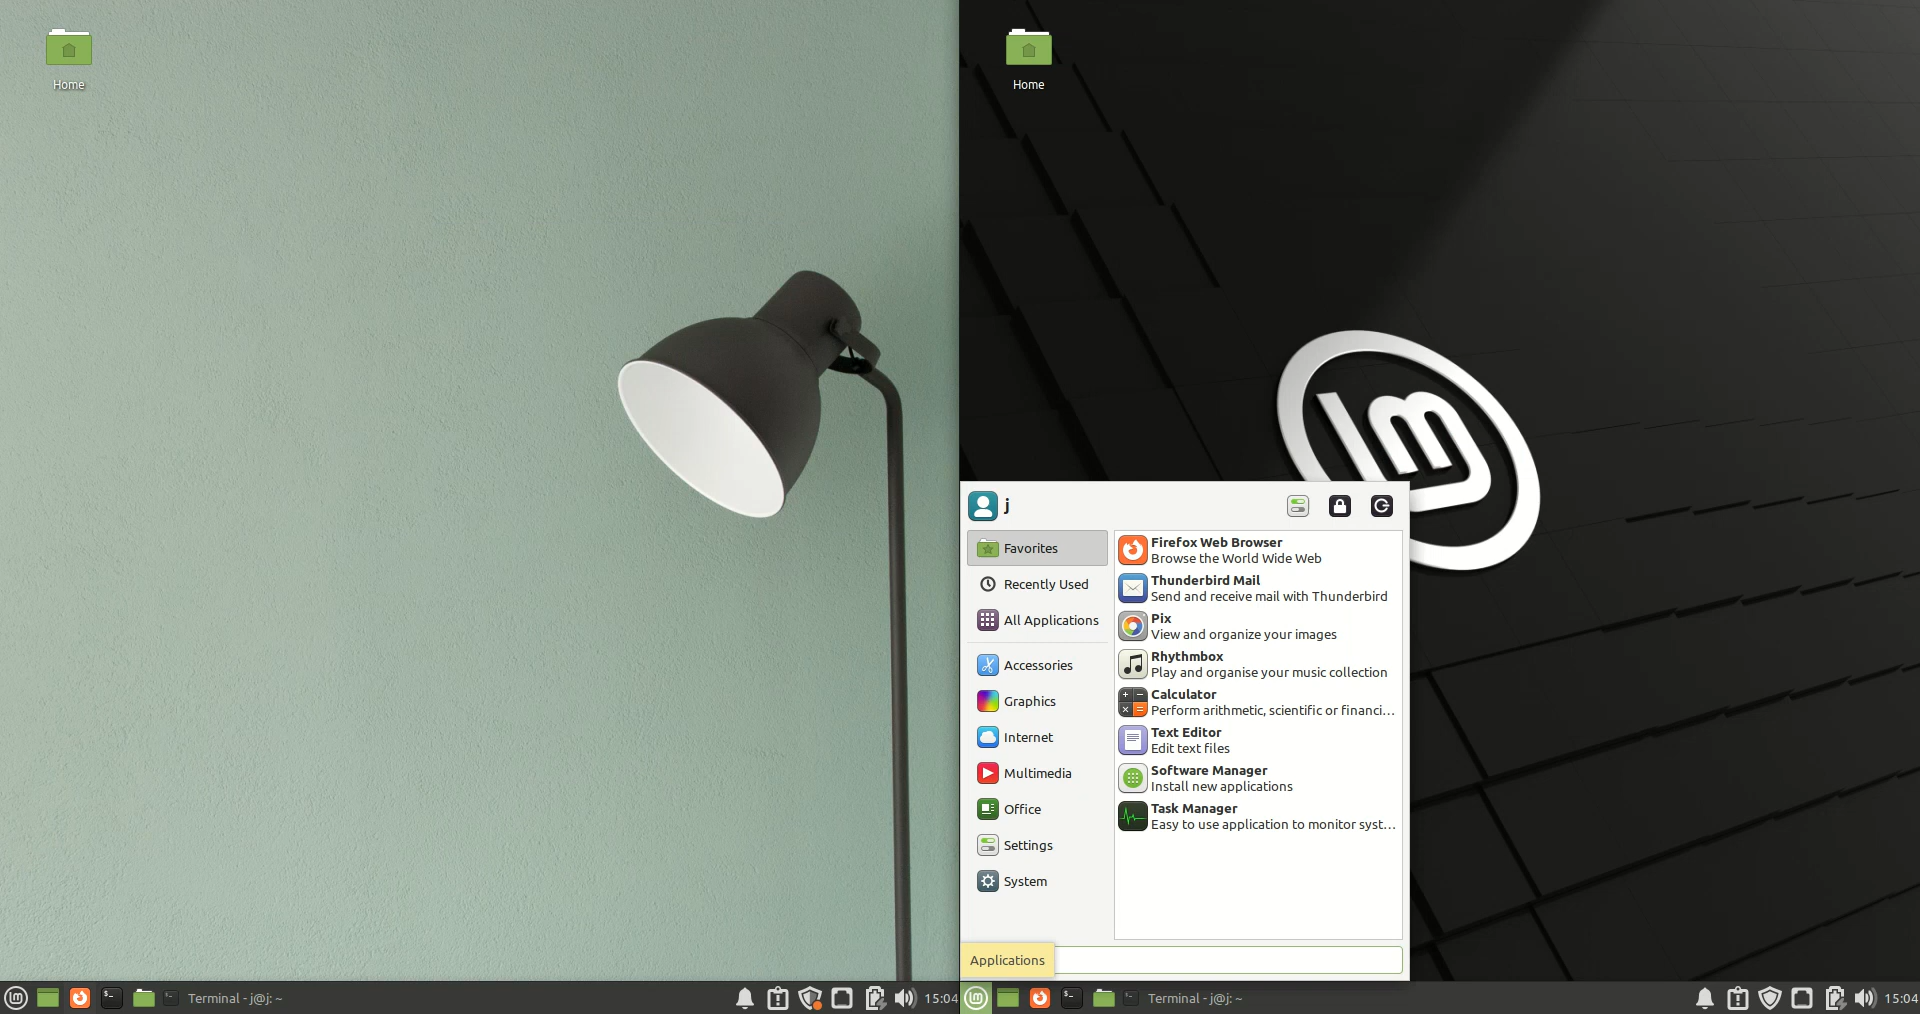 Home
Home
j
Favorites
Recently Used
All Applications
Accessories
Graphics
Internet
Multimedia
Office
Settings
System
Firefox Web Browser
Browse the World Wide Web
Thunderbird Mail
Send and receive mail with Thunderbird
Pix
View and organize your images
Rhythmbox
Play and organise your music collection
Calculator
Perform arithmetic, scientific or financi...
Text Editor
Edit text files
Software Manager
Install new applications
Task Manager
Easy to use application to monitor syst...
Applications
Terminal - j@j: ~
15:04
Terminal - j@j: ~
15:04